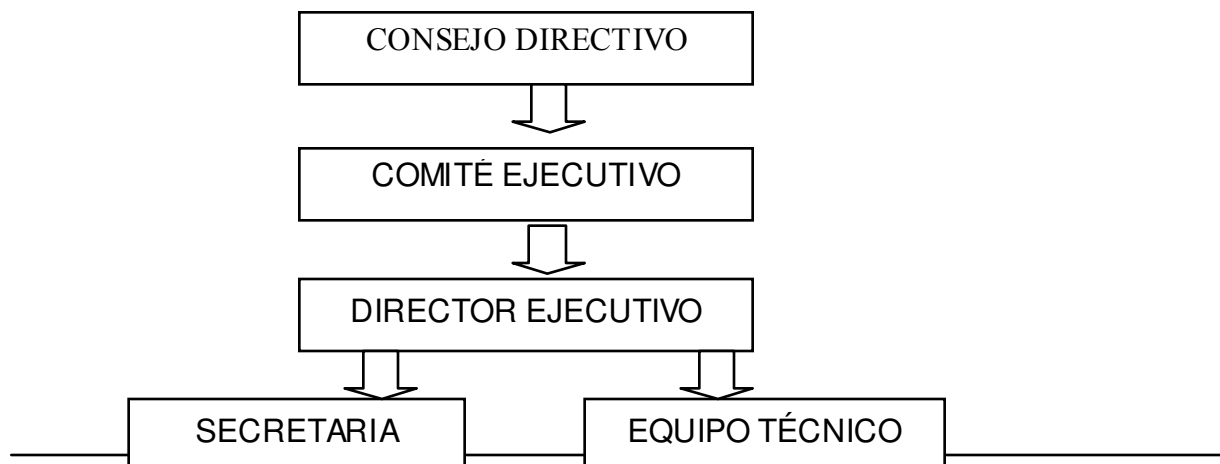 CONSEJO DIRECTIVO
COMITÉ EJECUTIVO
DIRECTOR EJECUTIVO
SECRETARIA
EQUIPO TÉCNICO